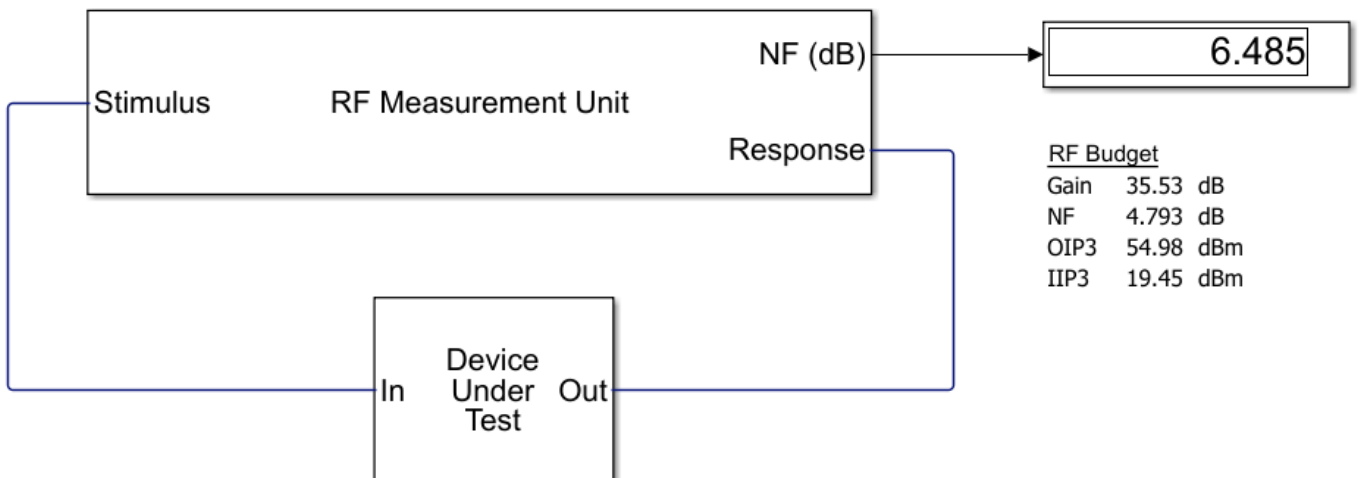 NF (dB)
6.485
Stimulus
RF Measurement Unit
Response
RF Budget
Gain 35.53 dB
NF 4.793 dB
OIP3 54.98 dBm
IIP3 19.45 dBm
In
Device
Under
Test
Out